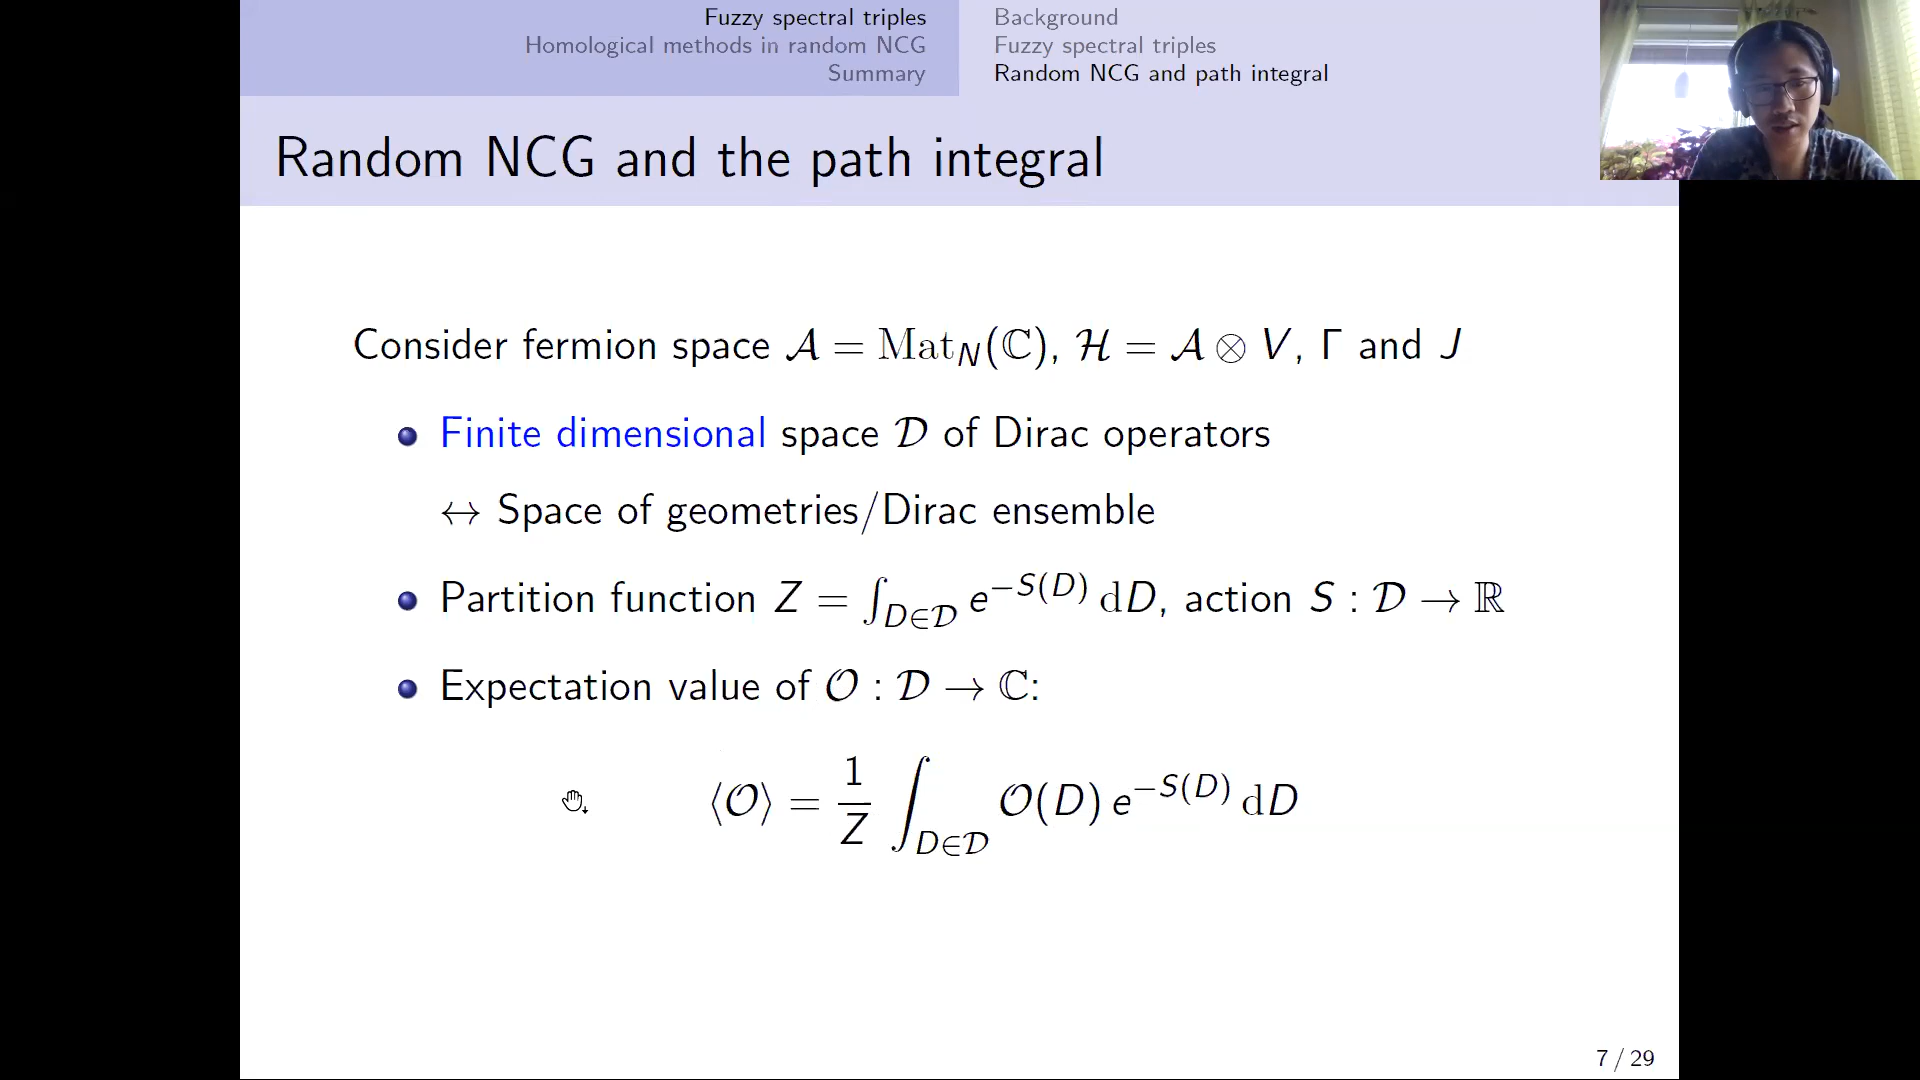 Fuzzy spectral triples
Homological methods in random NCG
Summary
Background
Fuzzy spectral triples
Random NCG and path integral
Random NCG and the path integral
Consider fermion space 𝒜 = Mat_N(ℂ), ℋ = 𝒜 ⊗ V, Γ and J
Finite dimensional space 𝒟 of Dirac operators
↔ Space of geometries/Dirac ensemble
Partition function Z = ∫_{D∈𝒟} e^{−S(D)} dD, action S : 𝒟 → ℝ
Expectation value of 𝒪 : 𝒟 → ℂ:
⟨𝒪⟩ = 1/Z ∫_{D∈𝒟} 𝒪(D) e^{−S(D)} dD
7 / 29